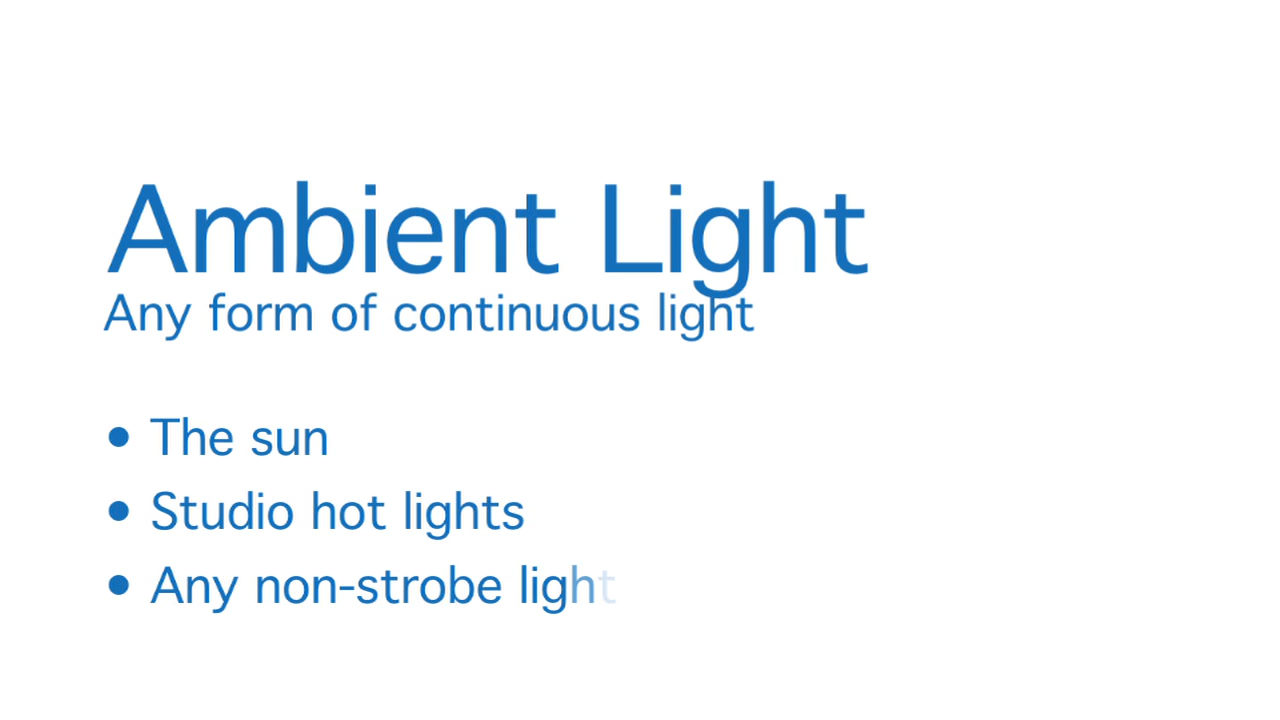 Ambient Light
Any form of continuous light
• The sun
• Studio hot lights
• Any non-strobe light